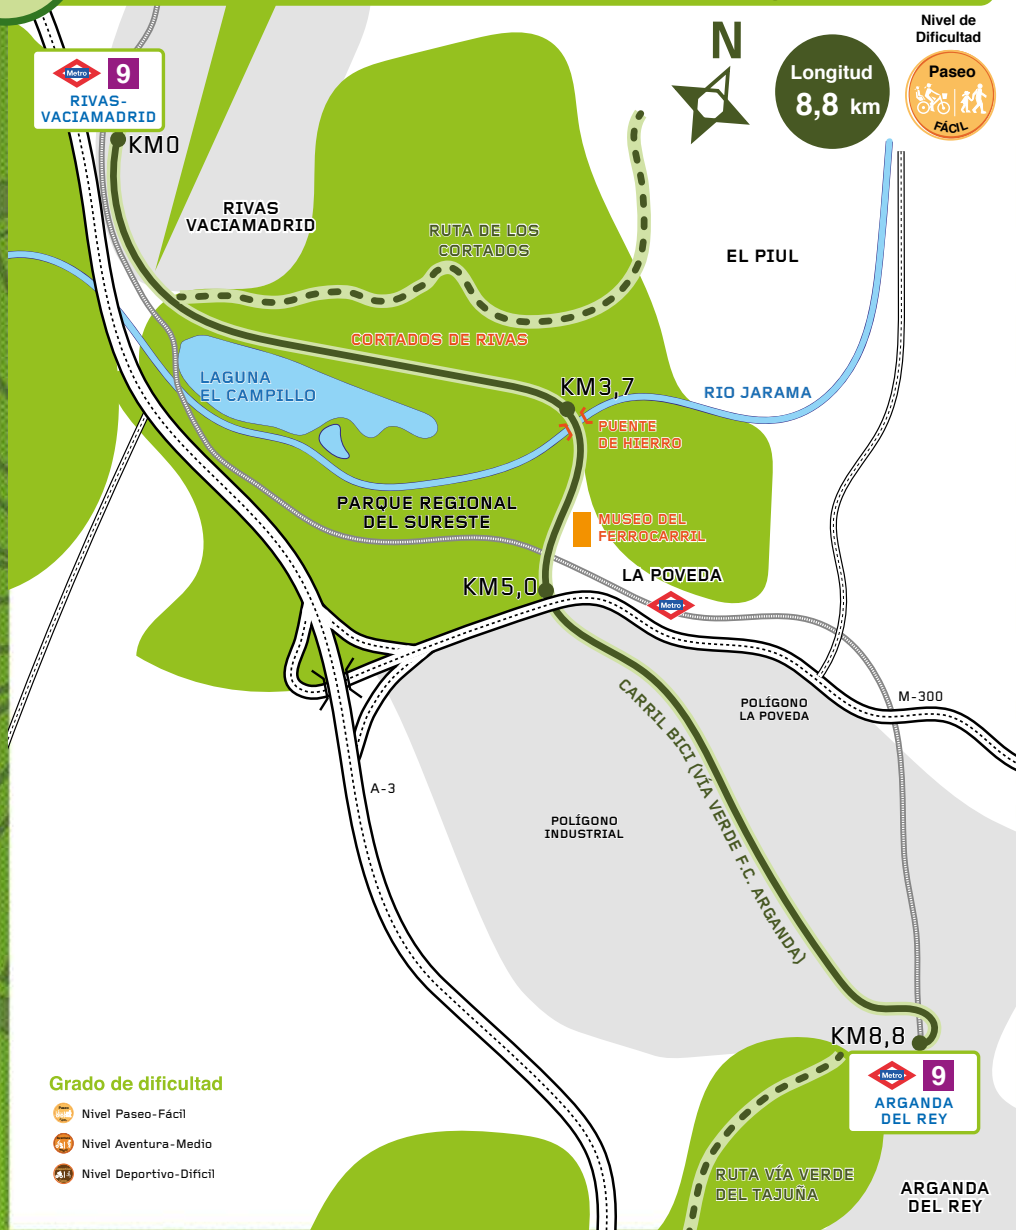 Nivel de
Dificultad
N
Longitud
8,8 km
Paseo
FÁCIL
Metro
9
RIVAS-
VACIAMADRID
KM0
RIVAS
VACIAMADRID
RUTA DE LOS
CORTADOS
EL PIUL
CORTADOS DE RIVAS
LAGUNA
EL CAMPILLO
KM3,7
RIO JARAMA
PUENTE
DE HIERRO
PARQUE REGIONAL
DEL SURESTE
MUSEO DEL
FERROCARRIL
KM5,0
LA POVEDA
Metro
POLÍGONO
LA POVEDA
M-300
CARRIL BICI (VÍA VERDE F.C. ARGANDA)
A-3
POLÍGONO
INDUSTRIAL
KM8,8
Metro
9
ARGANDA
DEL REY
Grado de dificultad
Nivel Paseo-Fácil
Nivel Aventura-Medio
Nivel Deportivo-Difícil
RUTA VÍA VERDE
DEL TAJUÑA
ARGANDA
DEL REY